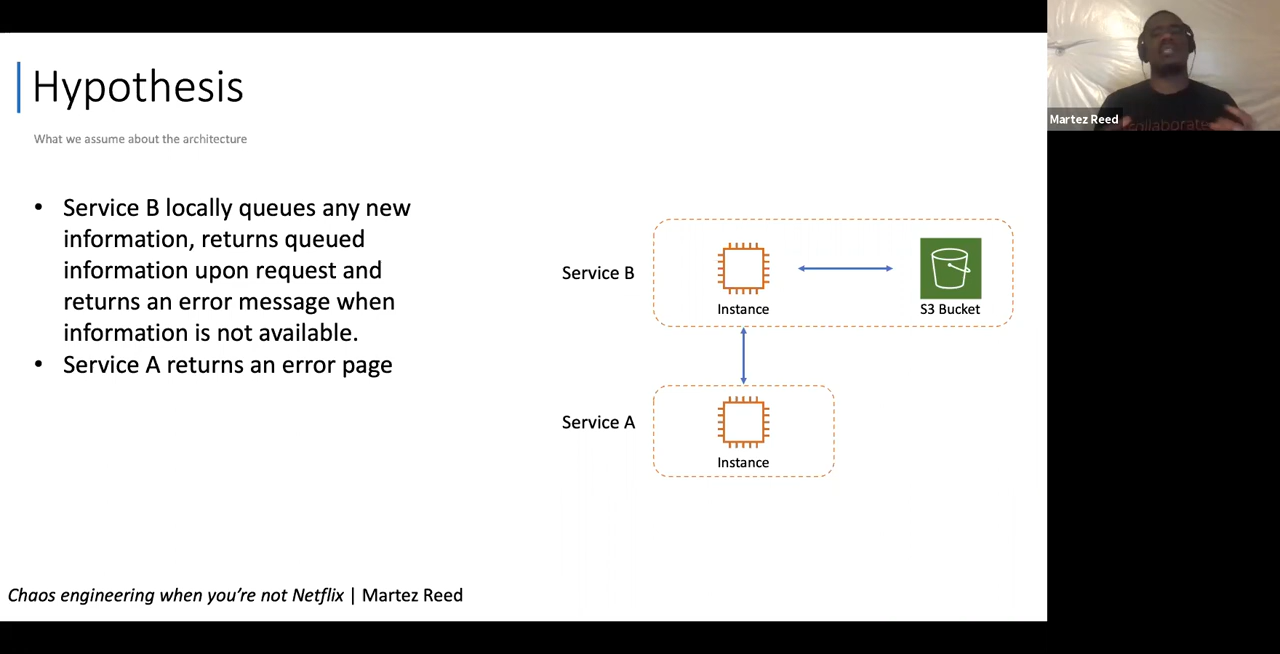 Hypothesis
What we assume about the architecture
• Service B locally queues any new
information, returns queued
information upon request and
returns an error message when
information is not available.
• Service A returns an error page
Service B
Instance
S3 Bucket
Service A
Instance
Chaos engineering when you're not Netflix | Martez Reed
Martez Reed
collaborate